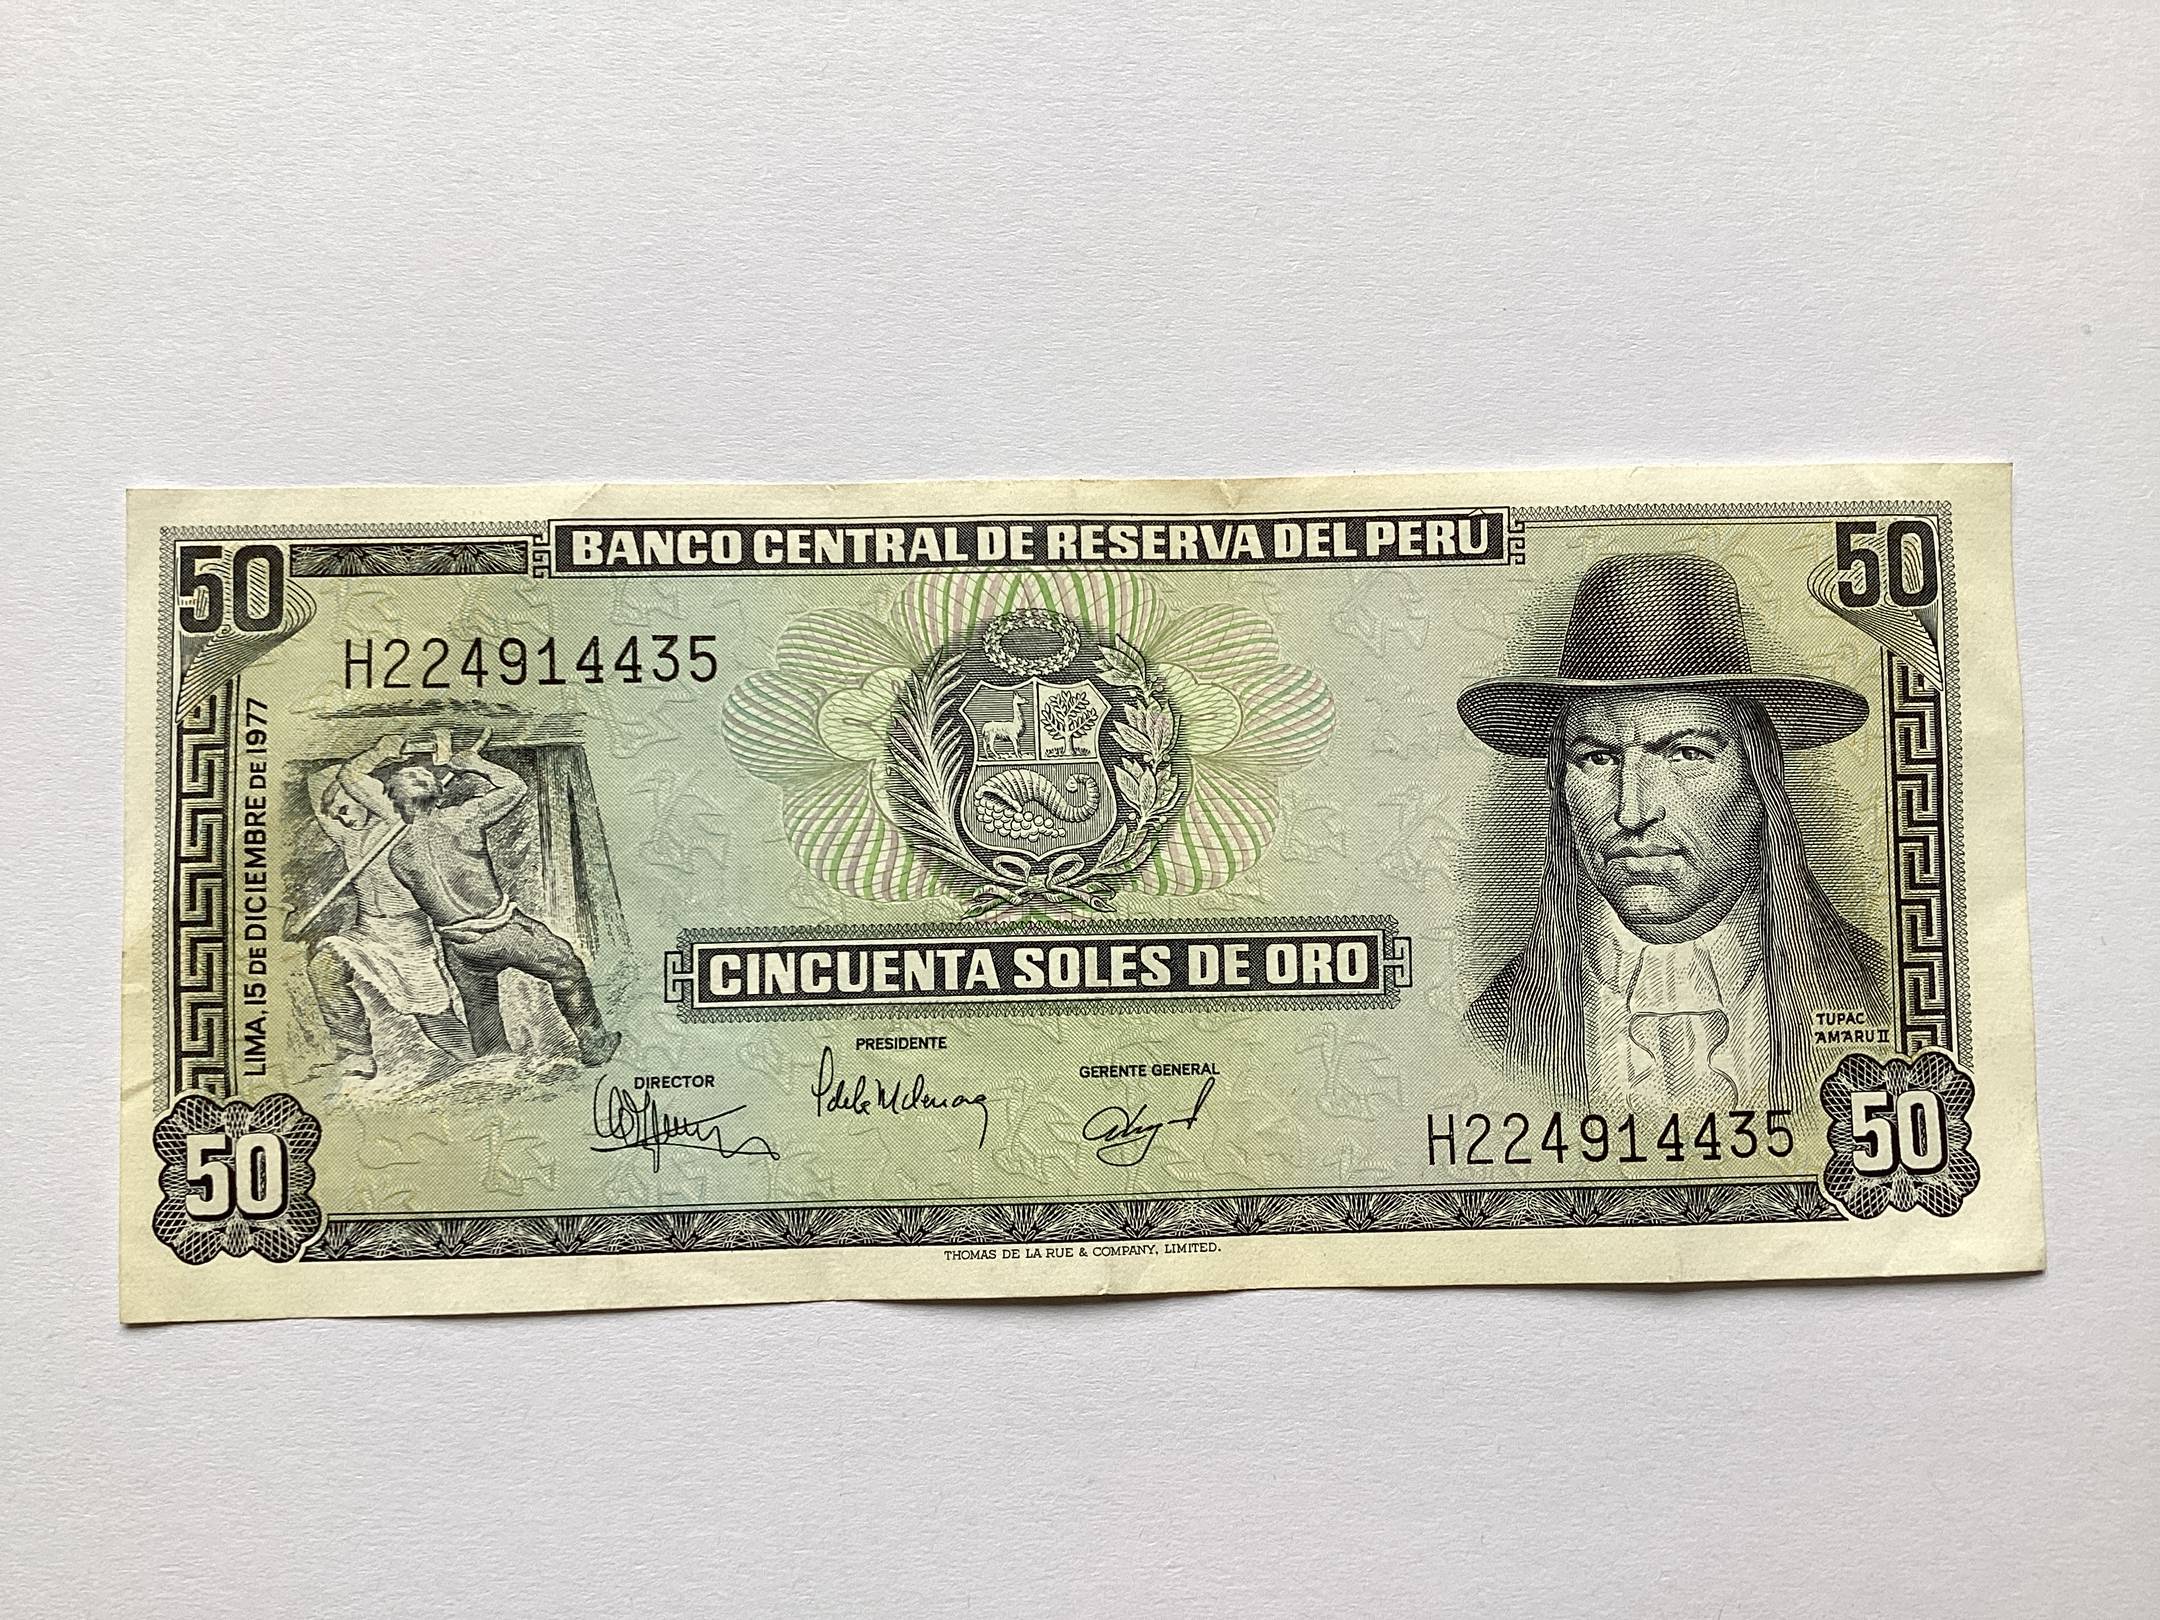 BANCO CENTRAL DE RESERVA DEL PERÚ
50
50
H224914435
LIMA, 15 DE DICIEMBRE DE 1977
CINCUENTA SOLES DE ORO
TUPAC
AMARU II
PRESIDENTE
DIRECTOR
GERENTE GENERAL
H224914435
50
50
THOMAS DE LA RUE & COMPANY, LIMITED.